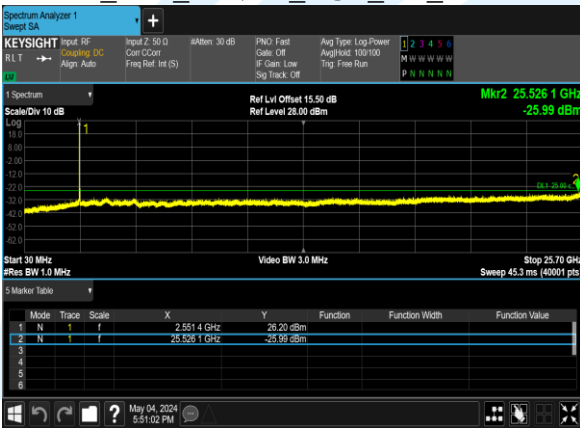 Spectrum Analyzer 1
Swept SA
+
KEYSIGHT Input: RF Input Z: 50 Ω #Atten: 30 dB PNO: Fast Avg Type: Log-Power 1 2 3 4 5 6
RLT Coupling: DC Corr CCorr Gate: Off Avg|Hold: 100/100 M W W W W W
Align: Auto Freq Ref: Int (S) IF Gain: Low Trig: Free Run
LW Sig Track: Off P N N N N N
1 Spectrum Ref Lvl Offset 15.50 dB Mkr2 25.526 1 GHz
Scale/Div 10 dB Ref Level 28.00 dBm -25.99 dBm
Log
1
18.0
8.00
-2.00
-12.0
-22.0
DL1 -25.00
-32.0
-42.0
-52.0
-62.0
Start 30 MHz Video BW 3.0 MHz Stop 25.70 GHz
#Res BW 1.0 MHz Sweep 45.3 ms (40001 pts)
5 Marker Table
Mode Trace Scale X Y Function Function Width Function Value
1 N 1 f 2.551 4 GHz 26.20 dBm
2 N 1 f 25.526 1 GHz -25.99 dBm
3
4
5
6
? May 04, 2024
5:51:02 PM